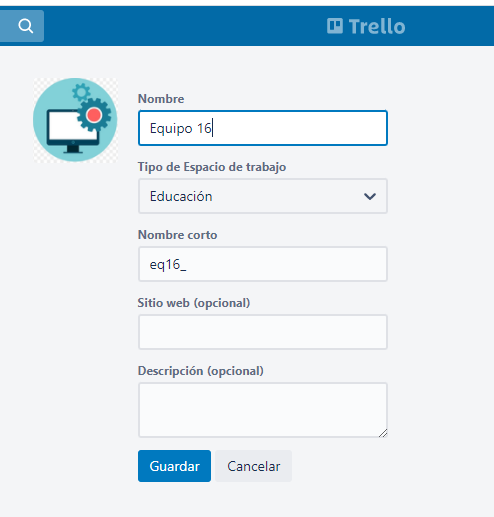 Trello
Nombre
Equipo 16
Tipo de Espacio de trabajo
Educación
Nombre corto
eq16_
Sitio web (opcional)
Descripción (opcional)
Guardar Cancelar